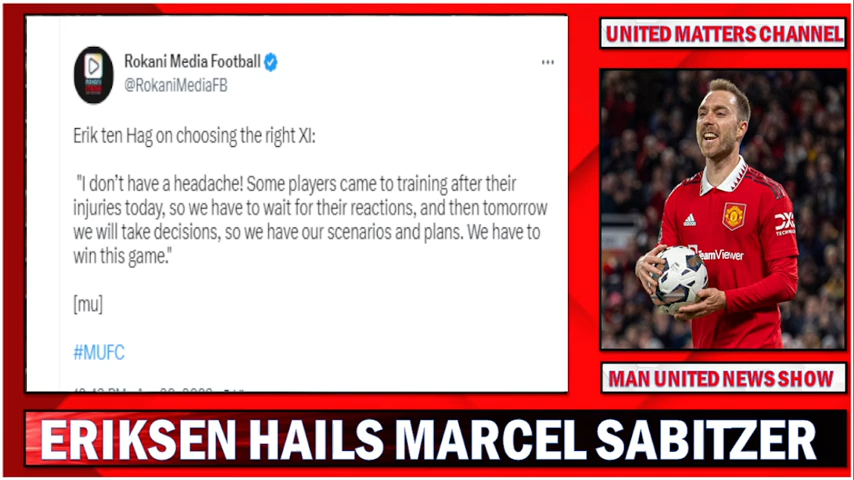 Rokani Media Football
@RokaniMediaFB
Erik ten Hag on choosing the right XI:
"I don't have a headache! Some players came to training after their
injuries today, so we have to wait for their reactions, and then tomorrow
we will take decisions, so we have our scenarios and plans. We have to
win this game."
[mu]
#MUFC
UNITED MATTERS CHANNEL
TeamViewer
DXC
MAN UNITED NEWS SHOW
ERIKSEN HAILS MARCEL SABITZER